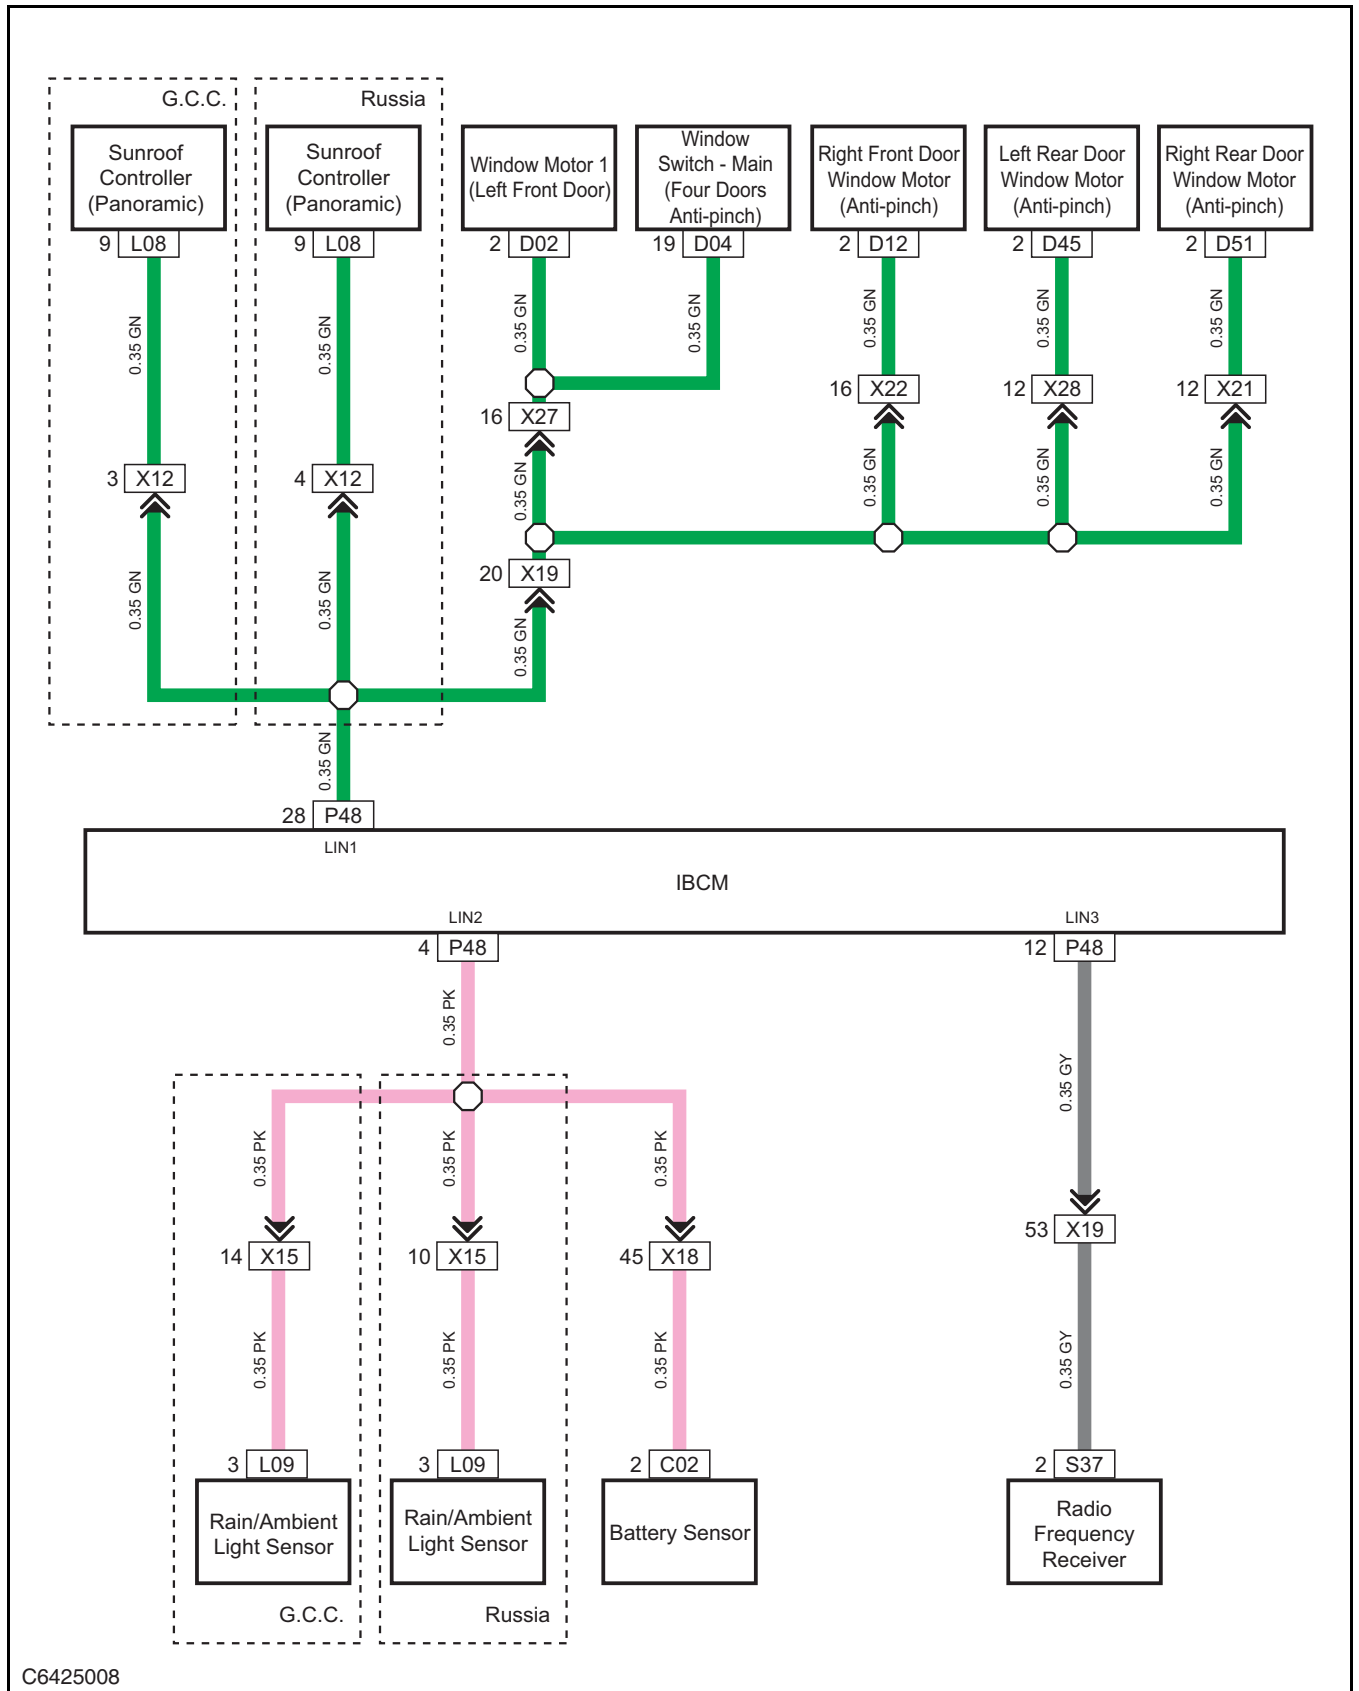 G.C.C.
Russia
Sunroof
Controller
(Panoramic)
Sunroof
Controller
(Panoramic)
Window Motor 1
(Left Front Door)
Window
Switch - Main
(Four Doors
Anti-pinch)
Right Front Door
Window Motor
(Anti-pinch)
Left Rear Door
Window Motor
(Anti-pinch)
Right Rear Door
Window Motor
(Anti-pinch)
9 L08
9 L08
2 D02
19 D04
2 D12
2 D45
2 D51
0.35 GN
0.35 GN
0.35 GN
0.35 GN
0.35 GN
0.35 GN
0.35 GN
16 X22
12 X28
12 X21
16 X27
3 X12
4 X12
0.35 GN
0.35 GN
0.35 GN
0.35 GN
20 X19
0.35 GN
0.35 GN
0.35 GN
0.35 GN
28 P48
LIN1
IBCM
LIN2
LIN3
4 P48
12 P48
0.35 PK
0.35 GY
0.35 PK
0.35 PK
0.35 PK
53 X19
14 X15
10 X15
45 X18
0.35 PK
0.35 PK
0.35 PK
0.35 GY
3 L09
3 L09
2 C02
2 S37
Rain/Ambient
Light Sensor
Rain/Ambient
Light Sensor
Battery Sensor
Radio
Frequency
Receiver
G.C.C.
Russia
C6425008